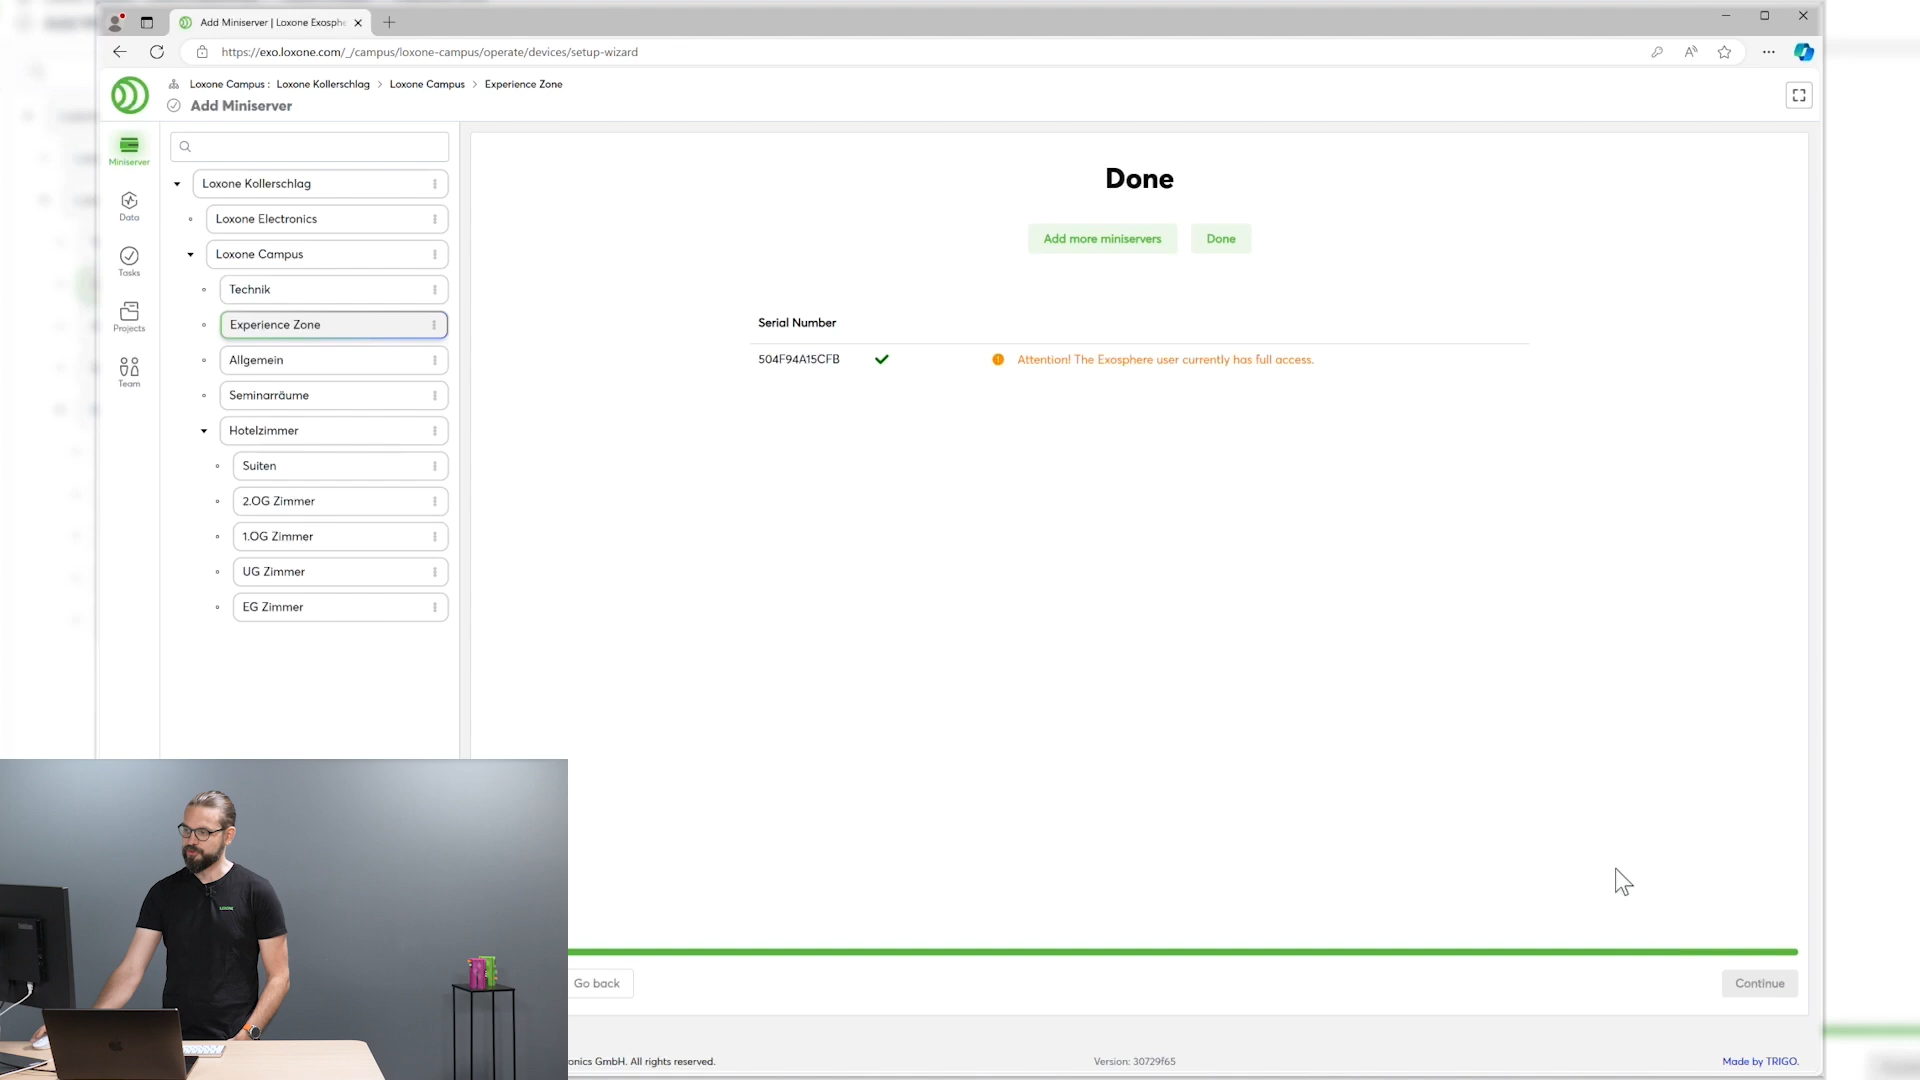 Add Miniserver | Loxone Exosphe
https://exo.loxone.com/_/campus/loxone-campus/operate/devices/setup-wizard
Loxone Campus : Loxone Kollerschlag > Loxone Campus > Experience Zone
Add Miniserver
Miniserver
Data
Tasks
Projects
Team
Loxone Kollerschlag
Loxone Electronics
Loxone Campus
Technik
Experience Zone
Allgemein
Seminarräume
Hotelzimmer
Suiten
2.OG Zimmer
1.OG Zimmer
UG Zimmer
EG Zimmer
Done
Add more miniservers
Done
Serial Number
504F94A15CFB
Attention! The Exosphere user currently has full access.
Go back
Continue
onics GmbH. All rights reserved.
Version: 30729f65
Made by TRIGO.
LOXONE